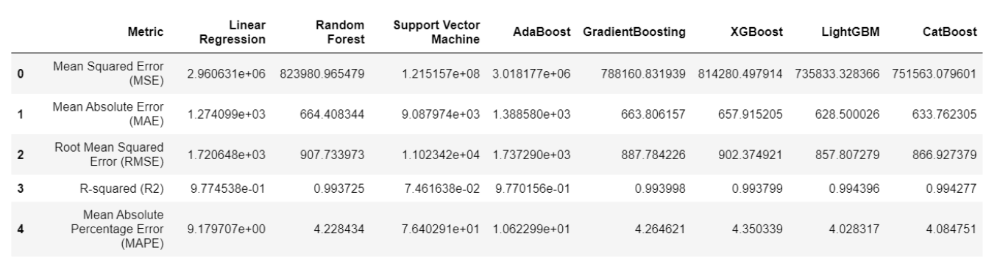 Metric Linear Regression Random Forest Support Vector Machine AdaBoost GradientBoosting XGBoost LightGBM CatBoost
0 Mean Squared Error (MSE) 2.960631e+06 823980.965479 1.215157e+08 3.018177e+06 788160.831939 814280.497914 735833.328366 751563.079601
1 Mean Absolute Error (MAE) 1.274099e+03 664.408344 9.087974e+03 1.388580e+03 663.806157 657.915205 628.500026 633.762305
2 Root Mean Squared Error (RMSE) 1.720648e+03 907.733973 1.102342e+04 1.737290e+03 887.784226 902.374921 857.807279 866.927379
3 R-squared (R2) 9.774538e-01 0.993725 7.461638e-02 9.770156e-01 0.993998 0.993799 0.994396 0.994277
4 Mean Absolute Percentage Error (MAPE) 9.179707e+00 4.228434 7.640291e+01 1.062299e+01 4.264621 4.350339 4.028317 4.084751